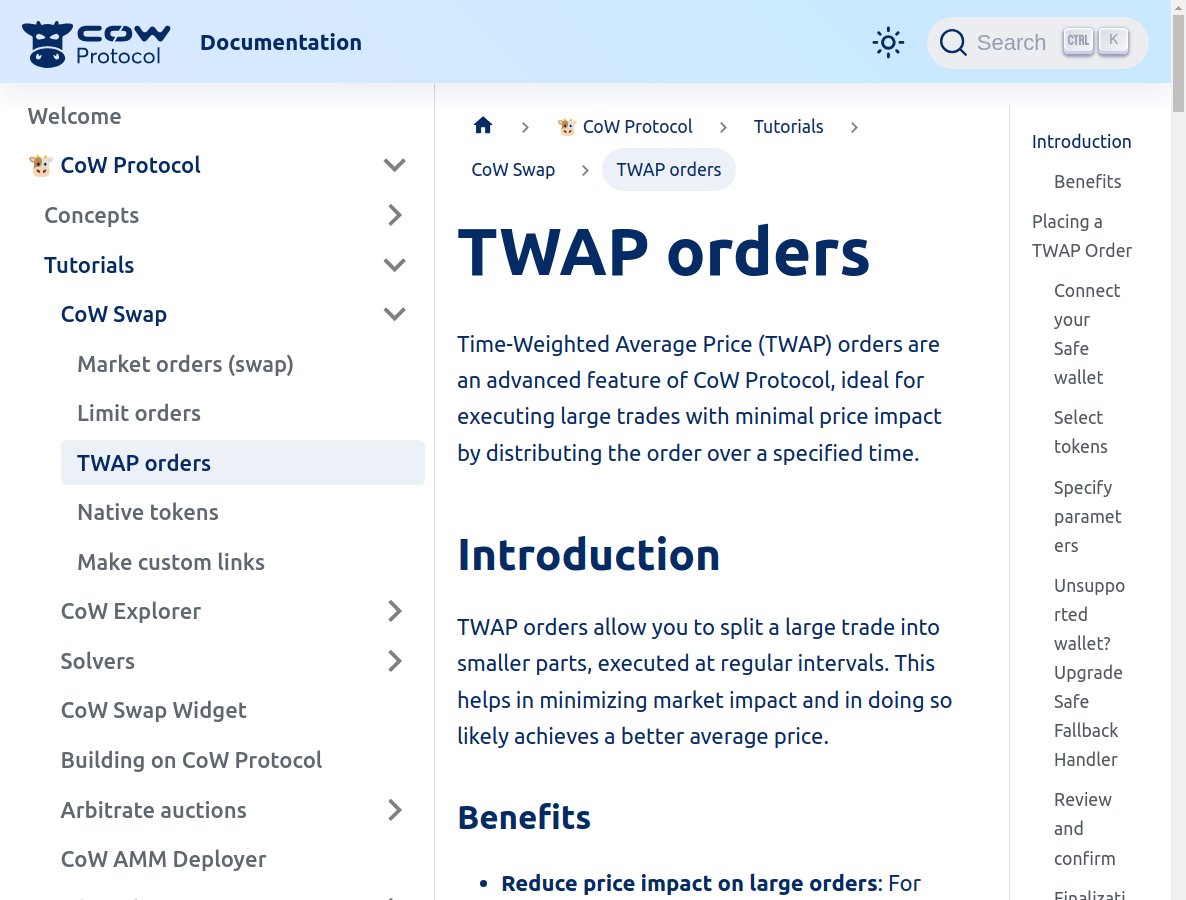 COW
Protocol
Documentation
Search
CTRL
K
Welcome
🐮 CoW Protocol
Concepts
Tutorials
CoW Swap
Market orders (swap)
Limit orders
TWAP orders
Native tokens
Make custom links
CoW Explorer
Solvers
CoW Swap Widget
Building on CoW Protocol
Arbitrate auctions
CoW AMM Deployer
🐮 CoW Protocol
Tutorials
CoW Swap
TWAP orders
TWAP orders
Time-Weighted Average Price (TWAP) orders are
an advanced feature of CoW Protocol, ideal for
executing large trades with minimal price impact
by distributing the order over a specified time.
Introduction
TWAP orders allow you to split a large trade into
smaller parts, executed at regular intervals. This
helps in minimizing market impact and in doing so
likely achieves a better average price.
Benefits
• Reduce price impact on large orders: For
Introduction
Benefits
Placing a
TWAP Order
Connect
your
Safe
wallet
Select
tokens
Specify
paramet
ers
Unsuppo
rted
wallet?
Upgrade
Safe
Fallback
Handler
Review
and
confirm
Finalizati